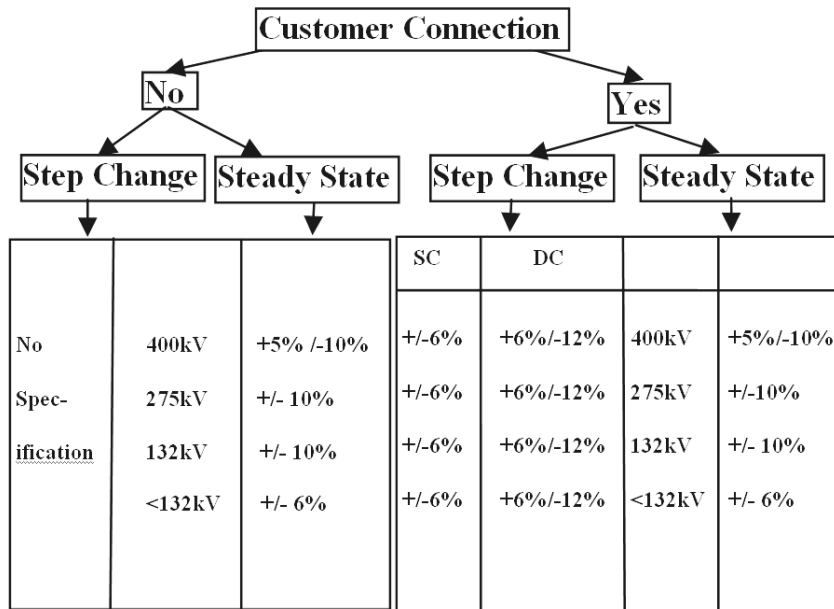 Customer Connection
No
Yes
Step Change
Steady State
Step Change
Steady State
SC DC
No 400kV +5% /-10% +/-6% +6%/-12% 400kV +5%/-10%
Spec- 275kV +/- 10% +/-6% +6%/-12% 275kV +/-10%
ification 132kV +/- 10% +/-6% +6%/-12% 132kV +/- 10%
<132kV +/- 6% +/-6% +6%/-12% <132kV +/- 6%